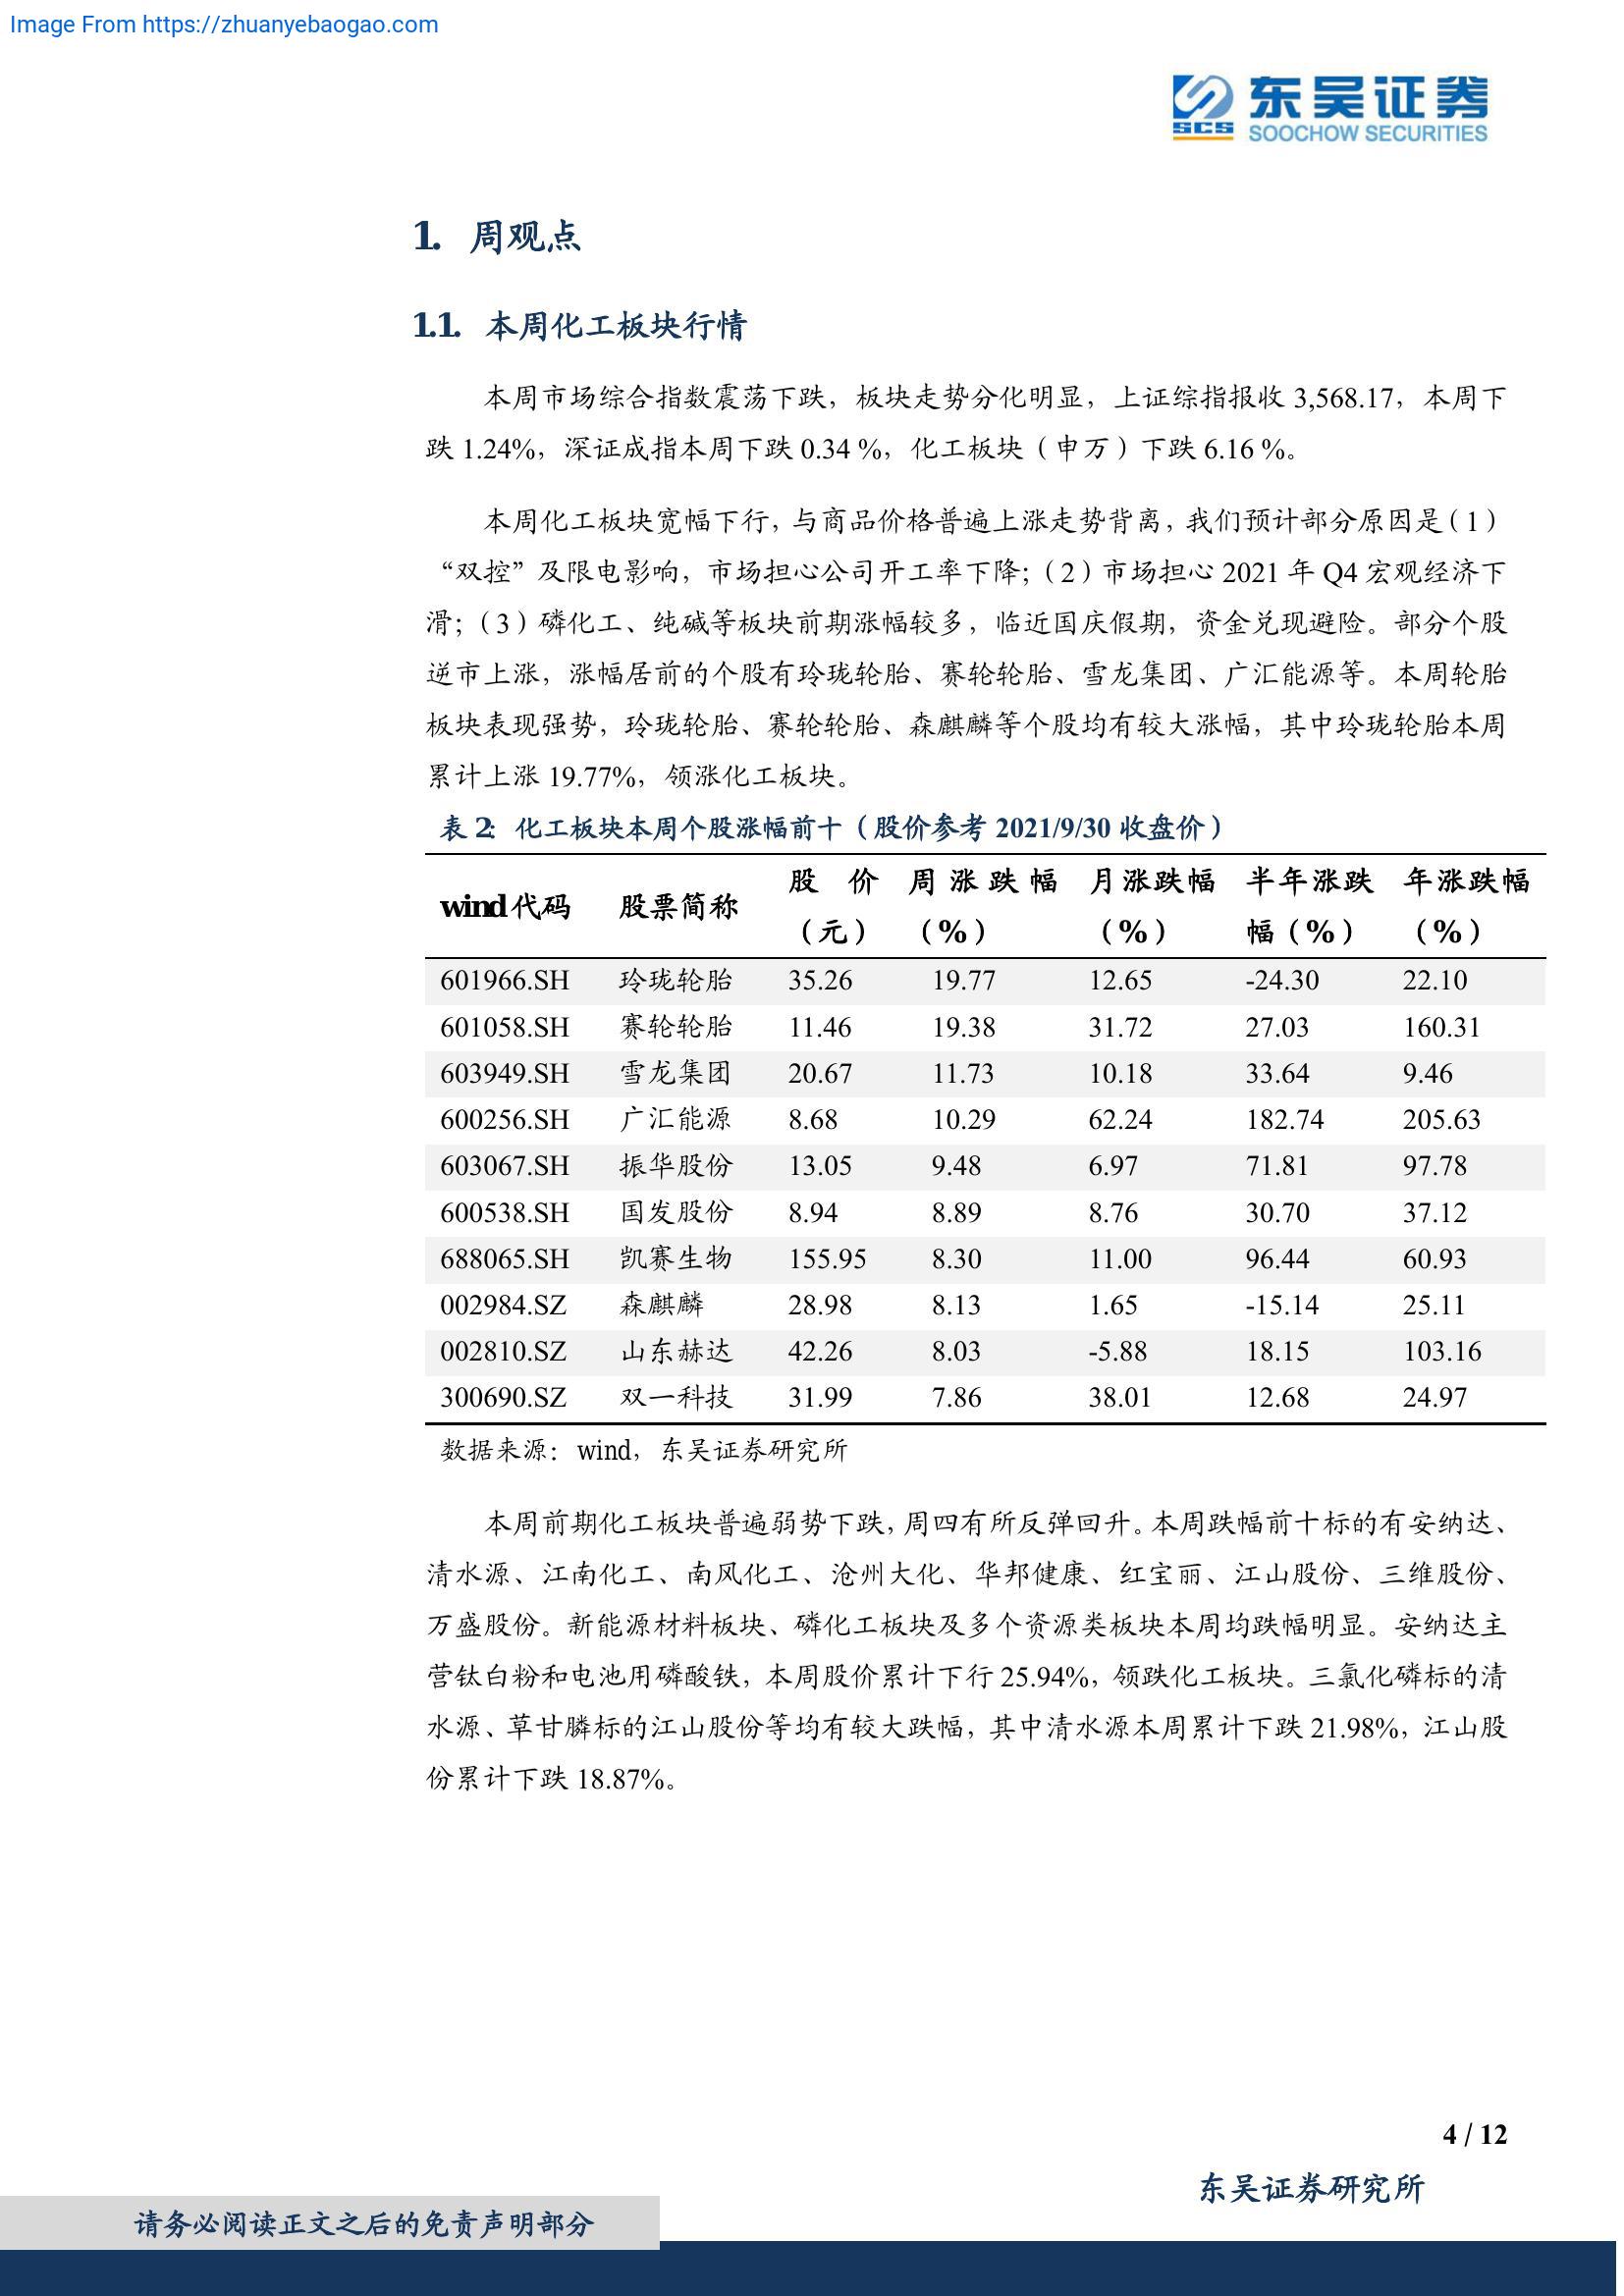 Image From https://zhuanyebaogao.com
SCS 东吴证券
SOOCHOW SECURITIES
1. 周观点
1.1. 本周化工板块行情
本周市场综合指数震荡下跌，板块走势分化明显，上证综指报收 3,568.17，本周下
跌 1.24%，深证成指本周下跌 0.34 %，化工板块（申万）下跌 6.16 %。
本周化工板块宽幅下行，与商品价格普遍上涨走势背离，我们预计部分原因是（1）
“双控”及限电影响，市场担心公司开工率下降；（2）市场担心 2021 年 Q4 宏观经济下
滑；（3）磷化工、纯碱等板块前期涨幅较多，临近国庆假期，资金兑现避险。部分个股
逆市上涨，涨幅居前的个股有玲珑轮胎、赛轮轮胎、雪龙集团、广汇能源等。本周轮胎
板块表现强势，玲珑轮胎、赛轮轮胎、森麒麟等个股均有较大涨幅，其中玲珑轮胎本周
累计上涨 19.77%，领涨化工板块。
表 2：化工板块本周个股涨幅前十（股价参考 2021/9/30 收盘价）
wind 代码 股票简称 股价（元） 周涨跌幅（%） 月涨跌幅（%） 半年涨跌幅（%） 年涨跌幅（%）
601966.SH 玲珑轮胎 35.26 19.77 12.65 -24.30 22.10
601058.SH 赛轮轮胎 11.46 19.38 31.72 27.03 160.31
603949.SH 雪龙集团 20.67 11.73 10.18 33.64 9.46
600256.SH 广汇能源 8.68 10.29 62.24 182.74 205.63
603067.SH 振华股份 13.05 9.48 6.97 71.81 97.78
600538.SH 国发股份 8.94 8.89 8.76 30.70 37.12
688065.SH 凯赛生物 155.95 8.30 11.00 96.44 60.93
002984.SZ 森麒麟 28.98 8.13 1.65 -15.14 25.11
002810.SZ 山东赫达 42.26 8.03 -5.88 18.15 103.16
300690.SZ 双一科技 31.99 7.86 38.01 12.68 24.97
数据来源：wind，东吴证券研究所
本周前期化工板块普遍弱势下跌，周四有所反弹回升。本周跌幅前十标的有安纳达、
清水源、江南化工、南风化工、沧州大化、华邦健康、红宝丽、江山股份、三维股份、
万盛股份。新能源材料板块、磷化工板块及多个资源类板块本周均跌幅明显。安纳达主
营钛白粉和电池用磷酸铁，本周股价累计下行 25.94%，领跌化工板块。三氯化磷标的清
水源、草甘膦标的江山股份等均有较大跌幅，其中清水源本周累计下跌 21.98%，江山股
份累计下跌 18.87%。
4 / 12
东吴证券研究所
请务必阅读正文之后的免责声明部分